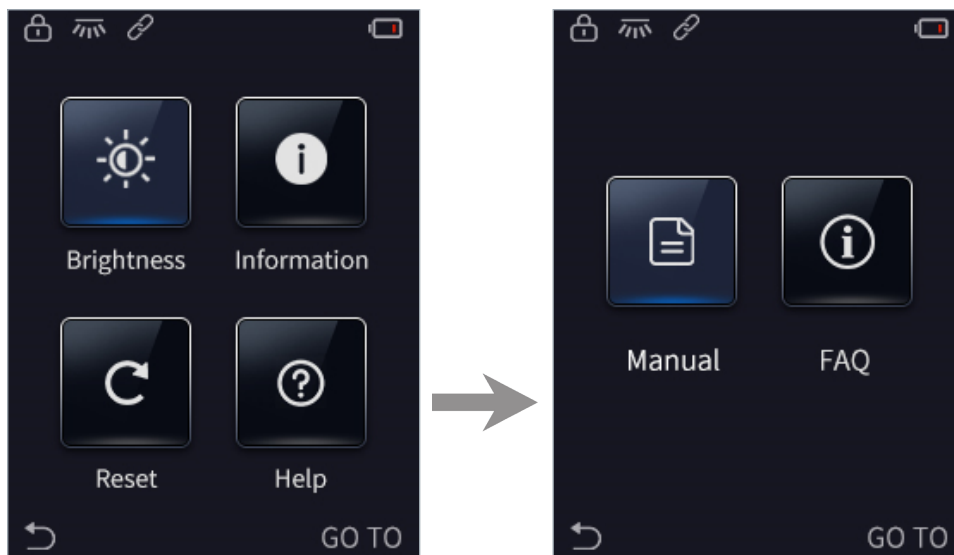 Brightness
Information
Reset
Help
GO TO
Manual
FAQ
GO TO